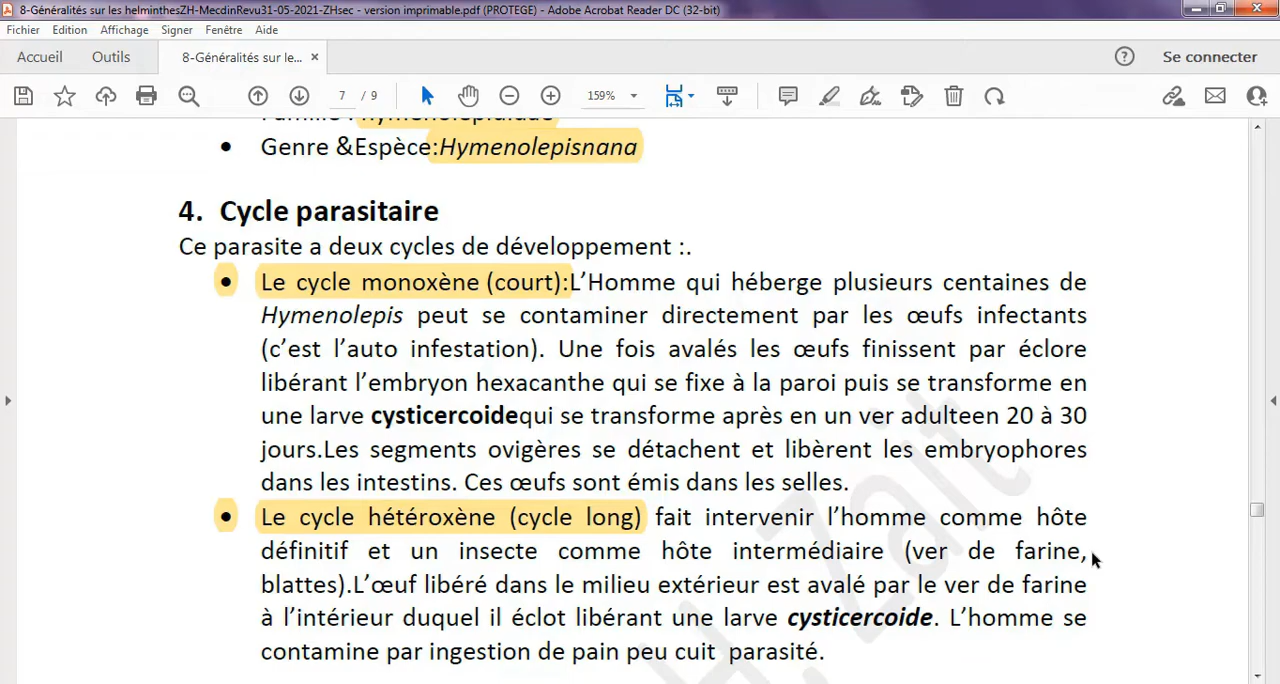 8-Généralités sur les helminthesZH-MecdinRevu31-05-2021-ZHsec - version imprimable.pdf (PROTEGE) - Adobe Acrobat Reader DC (32-bit)
Fichier Edition Affichage Signer Fenêtre Aide
Accueil Outils 8-Généralités sur le... × ? Se connecter
7 / 9 159%
• Genre &Espèce:Hymenolepisnana
4. Cycle parasitaire
Ce parasite a deux cycles de développement :.
• Le cycle monoxène (court):L’Homme qui héberge plusieurs centaines de
Hymenolepis peut se contaminer directement par les œufs infectants
(c’est l’auto infestation). Une fois avalés les œufs finissent par éclore
libérant l’embryon hexacanthe qui se fixe à la paroi puis se transforme en
une larve cysticercoidequi se transforme après en un ver adulteen 20 à 30
jours.Les segments ovigères se détachent et libèrent les embryophores
dans les intestins. Ces œufs sont émis dans les selles.
• Le cycle hétéroxène (cycle long) fait intervenir l’homme comme hôte
définitif et un insecte comme hôte intermédiaire (ver de farine,
blattes).L’œuf libéré dans le milieu extérieur est avalé par le ver de farine
à l’intérieur duquel il éclot libérant une larve cysticercoide. L’homme se
contamine par ingestion de pain peu cuit parasité.
H. Zait